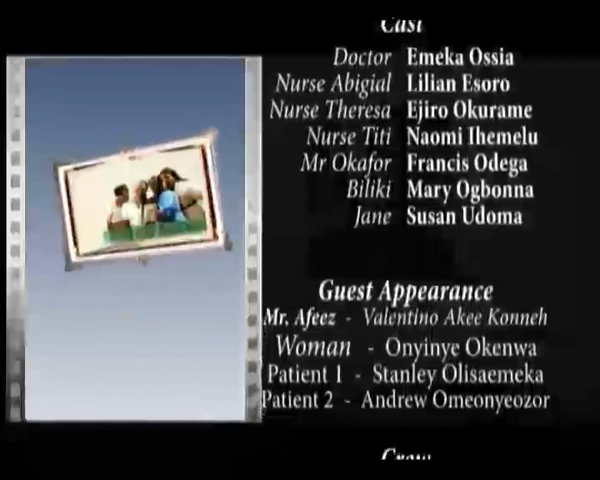 Cast
Doctor Emeka Ossia
Nurse Abigial Lilian Esoro
Nurse Theresa Ejiro Okurame
Nurse Titi Naomi Ihemelu
Mr Okafor Francis Odega
Biliki Mary Ogbonna
Jane Susan Udoma
Guest Appearance
Mr. Afeez - Valentino Akee Konneh
Woman - Onyinye Okenwa
Patient 1 - Stanley Olisaemeka
Patient 2 - Andrew Omeonyeozor
Crew